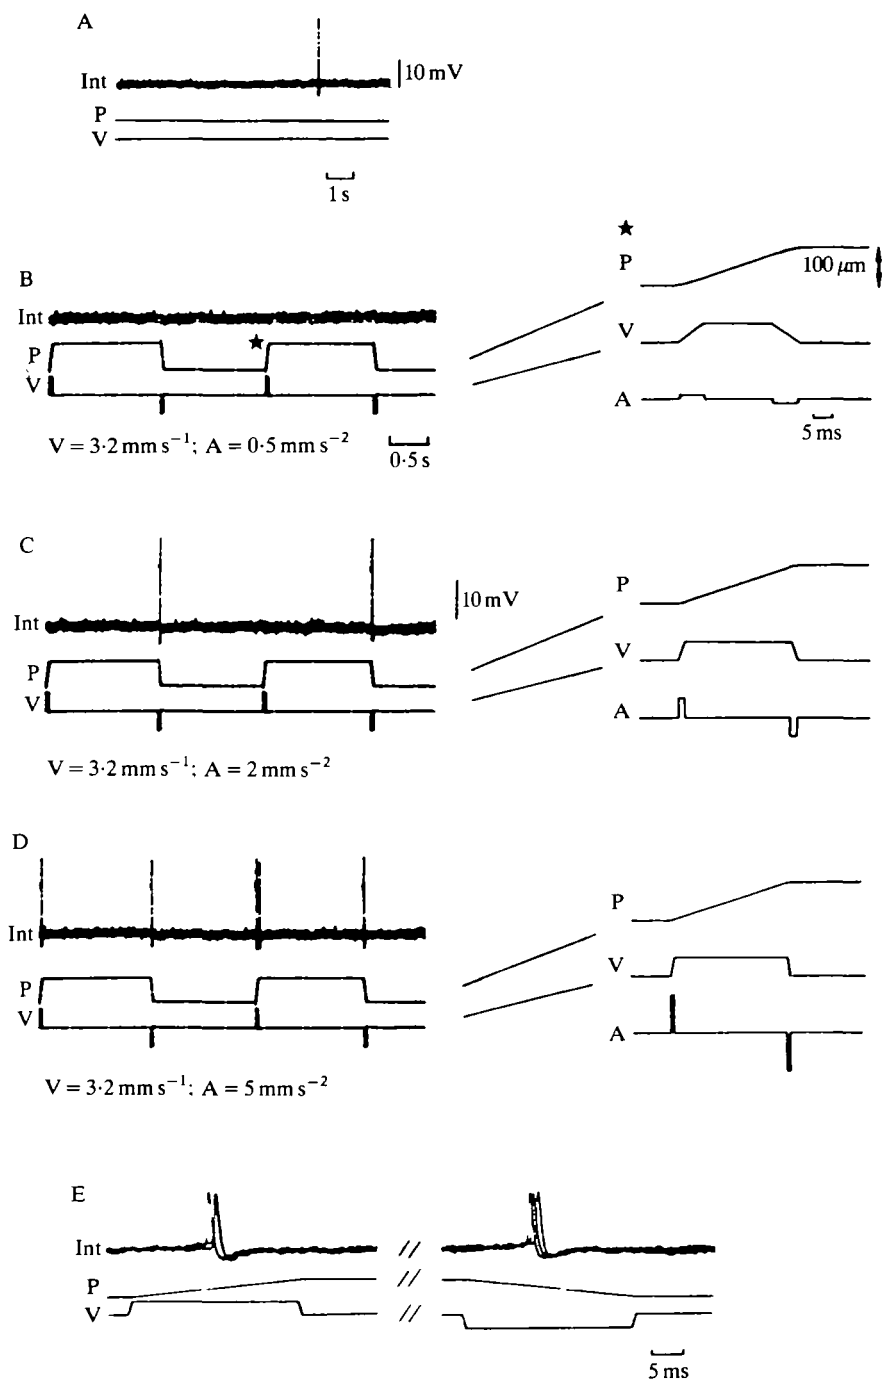 A
Int
10 mV
P
V
1 s
B
Int
P
★
V
V = 3·2 mm s⁻¹; A = 0·5 mm s⁻²
0·5 s
★
P
100 μm
V
A
5 ms
C
Int
10 mV
P
V
V = 3·2 mm s⁻¹; A = 2 mm s⁻²
P
V
A
D
Int
P
V
V = 3·2 mm s⁻¹; A = 5 mm s⁻²
P
V
A
E
Int
//
P
//
V
//
5 ms